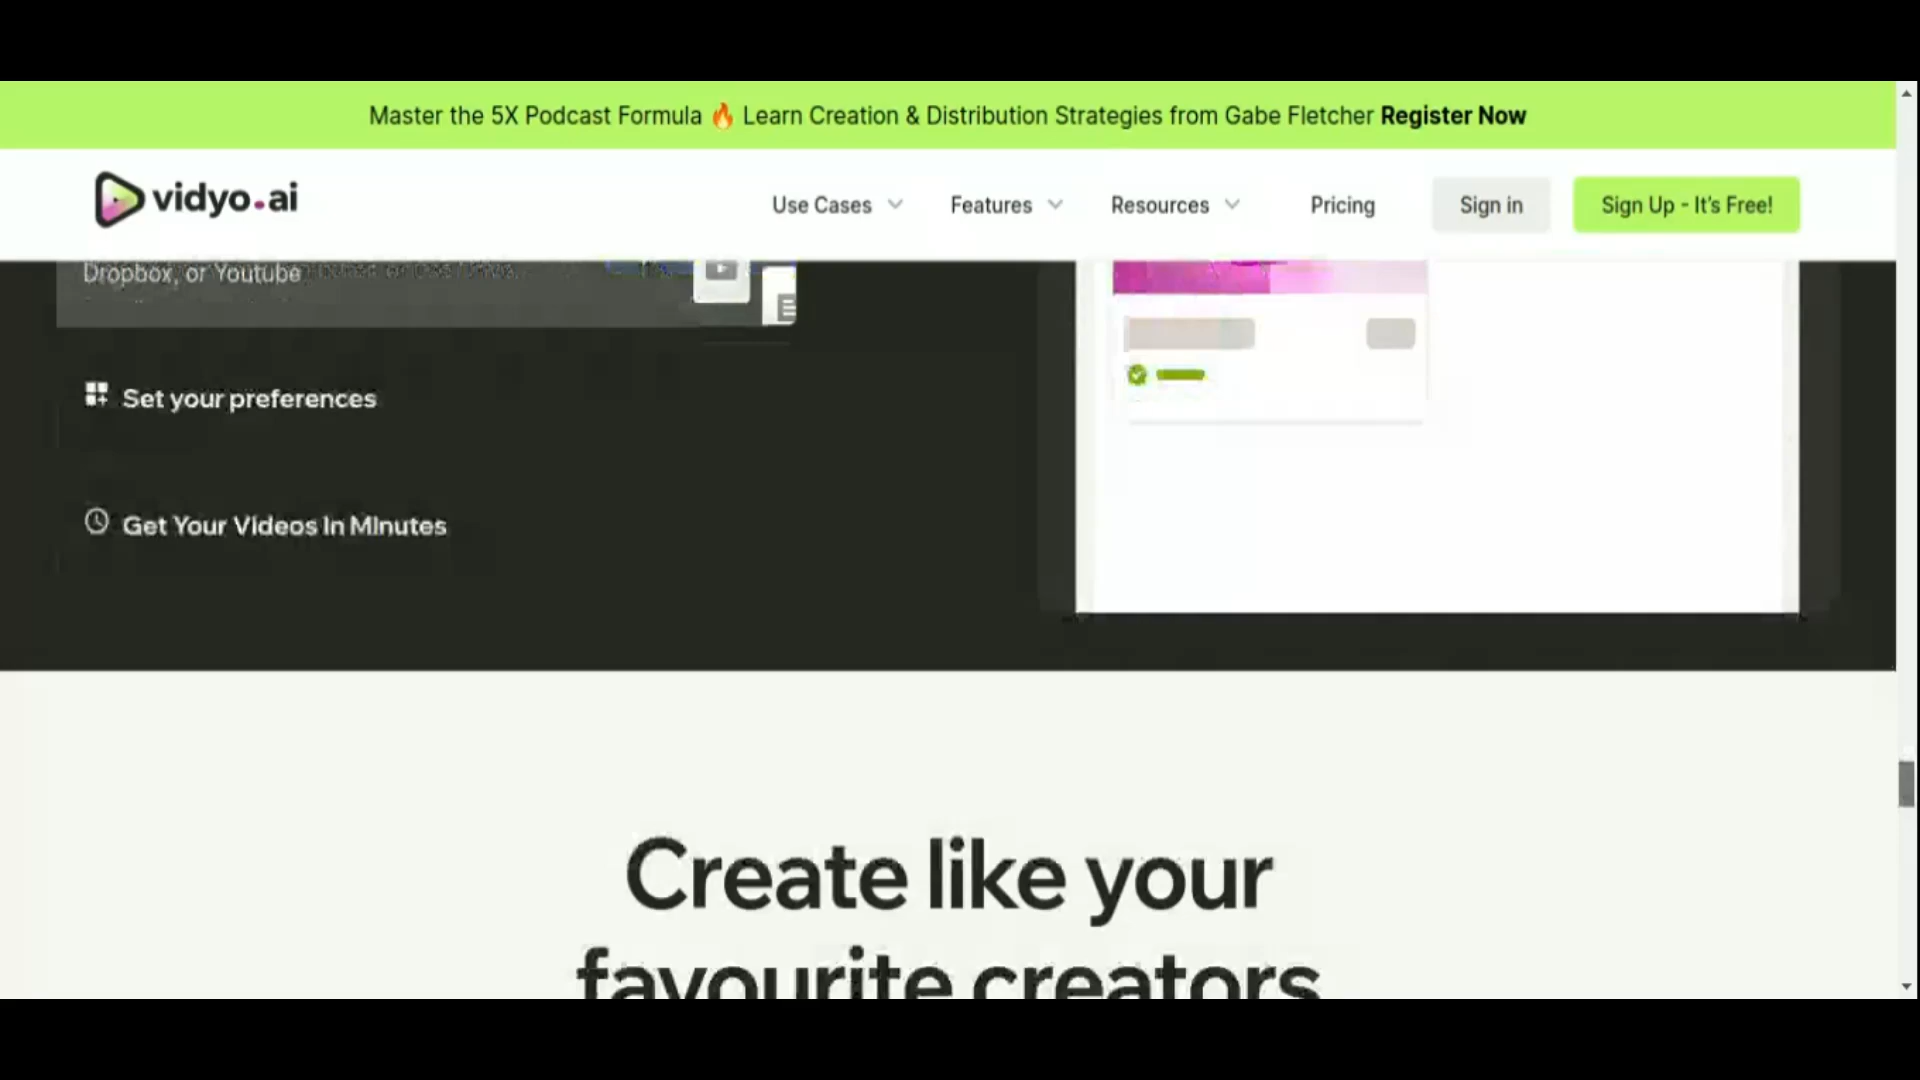 Master the 5X Podcast Formula 🔥 Learn Creation & Distribution Strategies from Gabe Fletcher Register Now
vidyo.ai
Use Cases
Features
Resources
Pricing
Sign in
Sign Up - It's Free!
Dropbox, or Youtube
Set your preferences
Get Your Videos In Minutes
Create like your
favourite creators